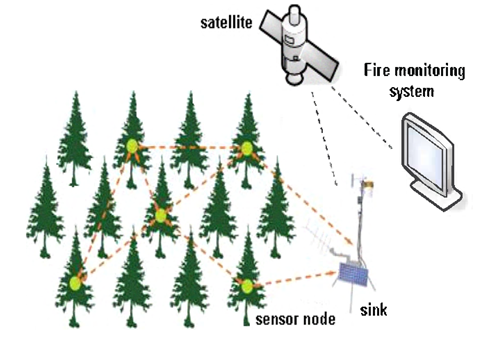 satellite
Fire monitoring
system
sensor node
sink